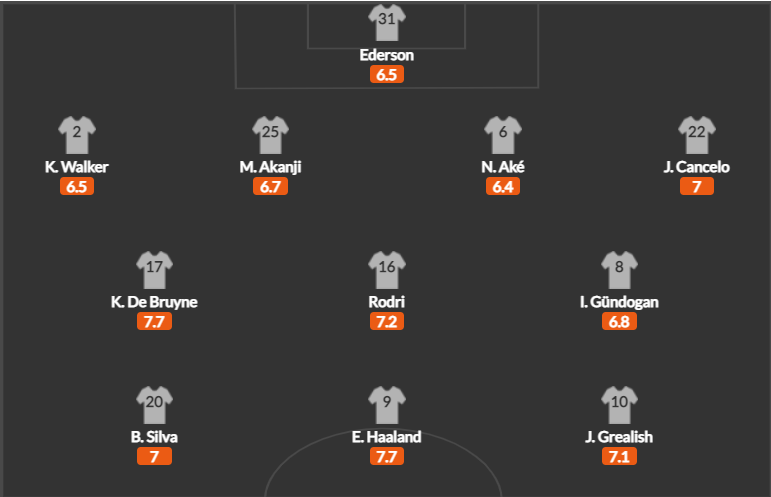 31
Ederson
6.5
2 25 6 22
K. Walker M. Akanji N. Aké J. Cancelo
6.5 6.7 6.4 7
17 16 8
K. De Bruyne Rodri I. Gündogan
7.7 7.2 6.8
20 9 10
B. Silva E. Haaland J. Grealish
7 7.7 7.1